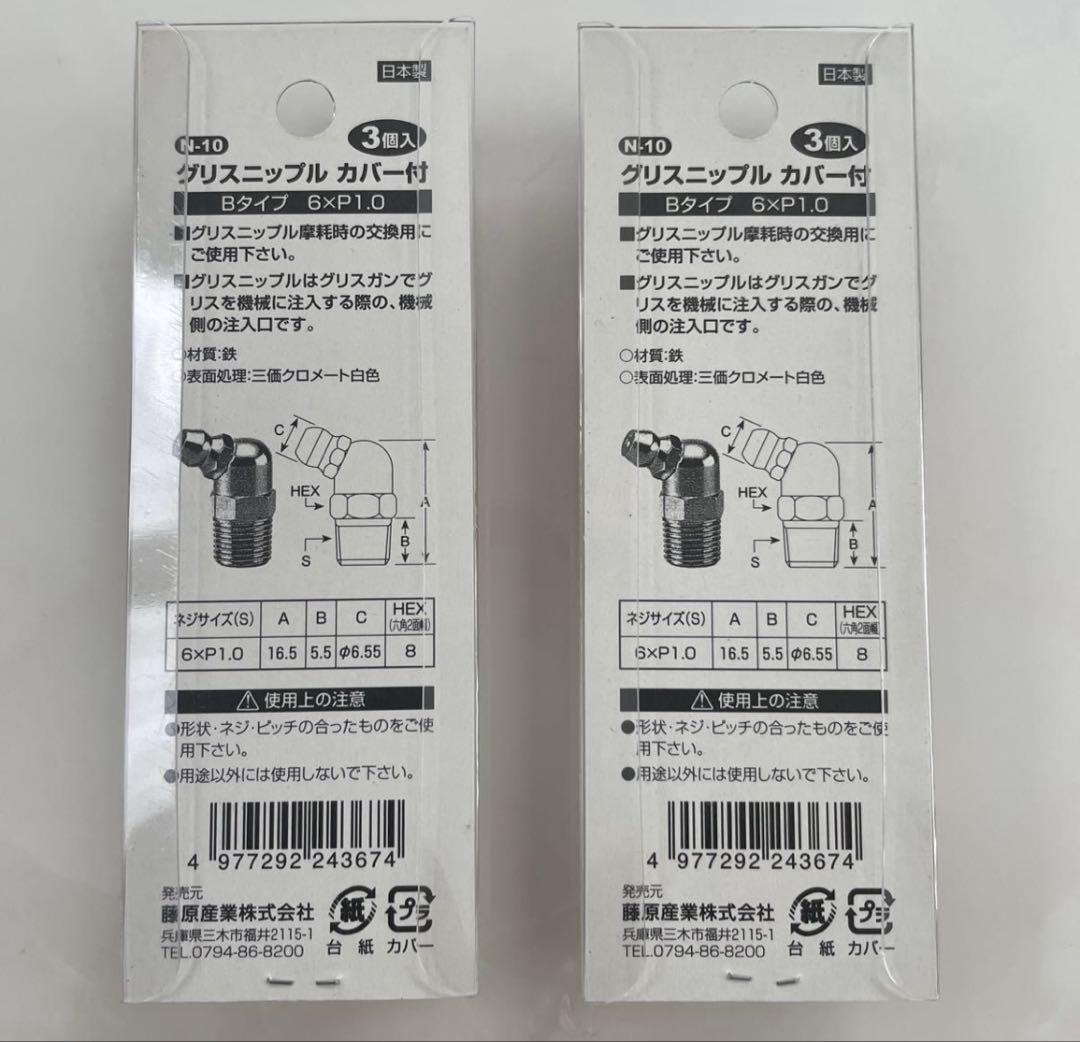 日本製
N-10
3個入
グリスニップル カバー付
Bタイプ 6×P1.0
■グリスニップル摩耗時の交換用に
ご使用下さい。
■グリスニップルはグリスガンでグ
リスを機械に注入する際の、機械
側の注入口です。
○材質:鉄
○表面処理:三価クロメート白色
C
HEX
A
B
S
ネジサイズ(S) A B C HEX
(六角2面幅)
6×P1.0 16.5 5.5 φ6.55 8
⚠使用上の注意
●形状・ネジ・ピッチの合ったものをご使
用下さい。
●用途以外には使用しないで下さい。
4 977292 243674
発売元
藤原産業株式会社
兵庫県三木市福井2115-1
TEL.0794-86-8200
紙
台紙
プラ
カバー
日本製
N-10
3個入
グリスニップル カバー付
Bタイプ 6×P1.0
■グリスニップル摩耗時の交換用に
ご使用下さい。
■グリスニップルはグリスガンでグ
リスを機械に注入する際の、機械
側の注入口です。
○材質:鉄
○表面処理:三価クロメート白色
C
HEX
A
B
S
ネジサイズ(S) A B C HEX
(六角2面幅)
6×P1.0 16.5 5.5 φ6.55 8
⚠使用上の注意
●形状・ネジ・ピッチの合ったものをご使
用下さい。
●用途以外には使用しないで下さい。
4 977292 243674
発売元
藤原産業株式会社
兵庫県三木市福井2115-1
TEL.0794-86-8200
紙
台紙
プラ
カバー